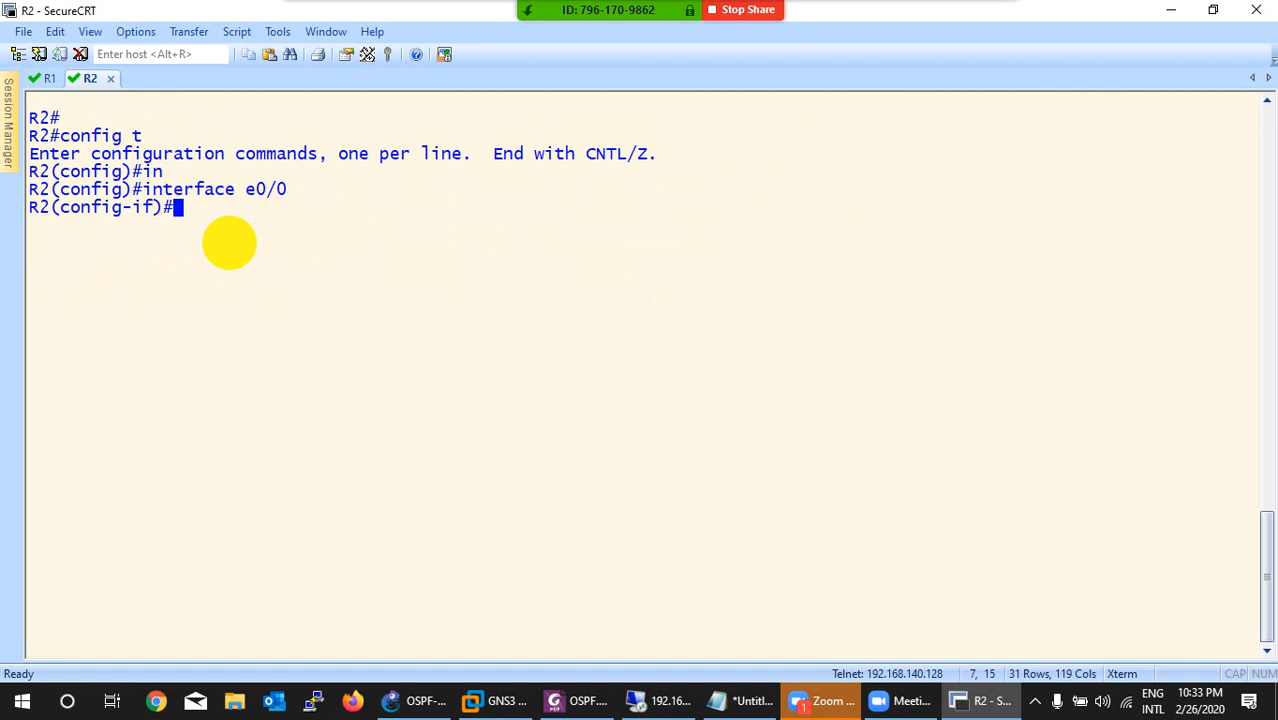 R2 - SecureCRT
ID: 796-170-9862
Stop Share
File Edit View Options Transfer Script Tools Window Help
Enter host <Alt+R>
R1
R2
Session Manager
R2#
R2#config t
Enter configuration commands, one per line.  End with CNTL/Z.
R2(config)#in
R2(config)#interface e0/0
R2(config-if)#
Ready
Telnet: 192.168.140.128
7, 15
31 Rows, 119 Cols
Xterm
CAP NUM
OSPF-...
GNS3 ...
OSPF....
192.16...
*Untitl...
1
Zoom ...
Meeti...
R2 - S...
ENG
INTL
10:33 PM
2/26/2020